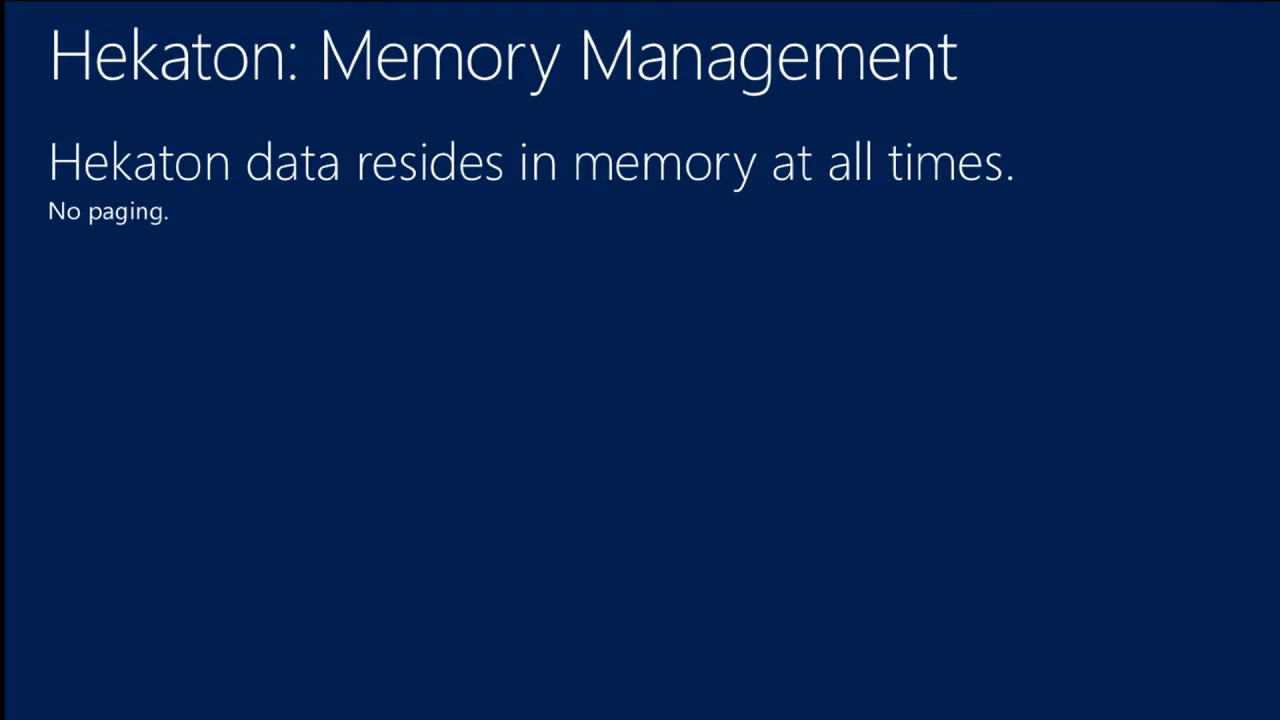 Hekaton: Memory Management
Hekaton data resides in memory at all times.
No paging.